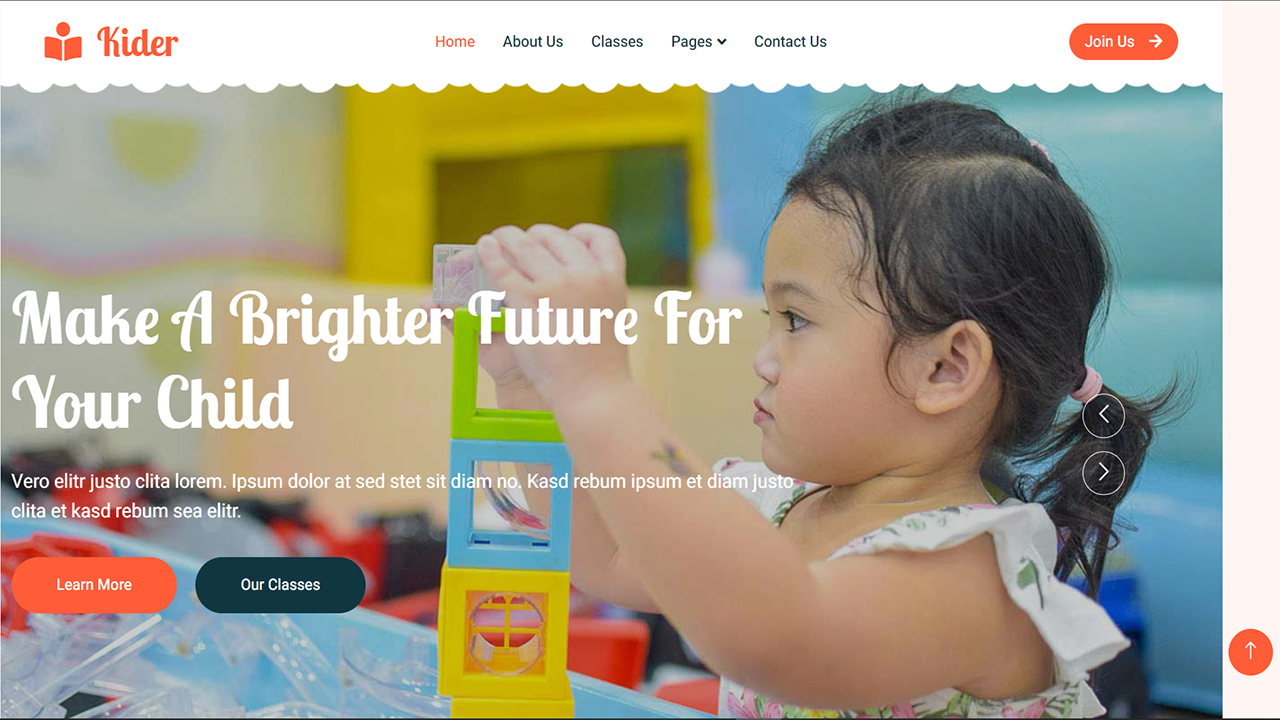 Kider
Home About Us Classes Pages Contact Us
Join Us
Make A Brighter Future For
Your Child
Vero elitr justo clita lorem. Ipsum dolor at sed stet sit diam no. Kasd rebum ipsum et diam justo
clita et kasd rebum sea elitr.
Learn More
Our Classes